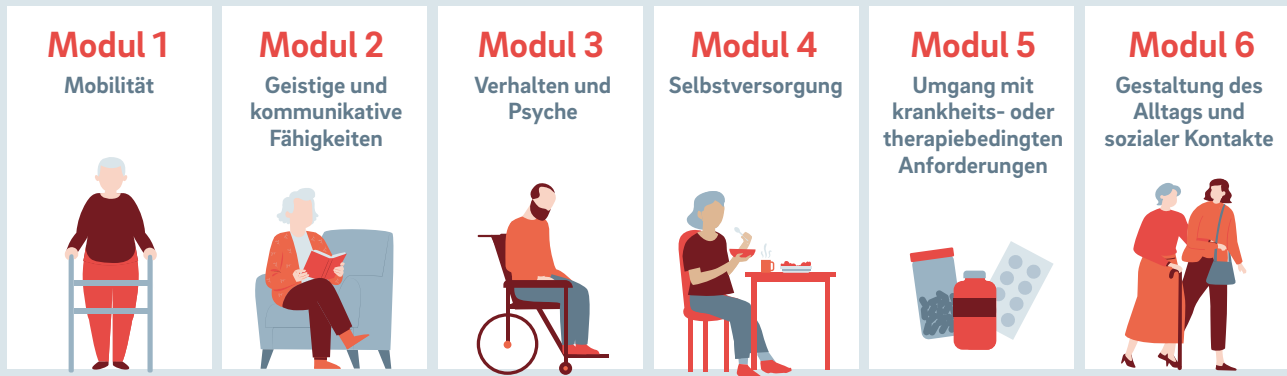 Modul 1
Mobilität
Modul 2
Geistige und
kommunikative
Fähigkeiten
Modul 3
Verhalten und
Psyche
Modul 4
Selbstversorgung
Modul 5
Umgang mit
krankheits- oder
therapiebedingten
Anforderungen
Modul 6
Gestaltung des
Alltags und
sozialer Kontakte